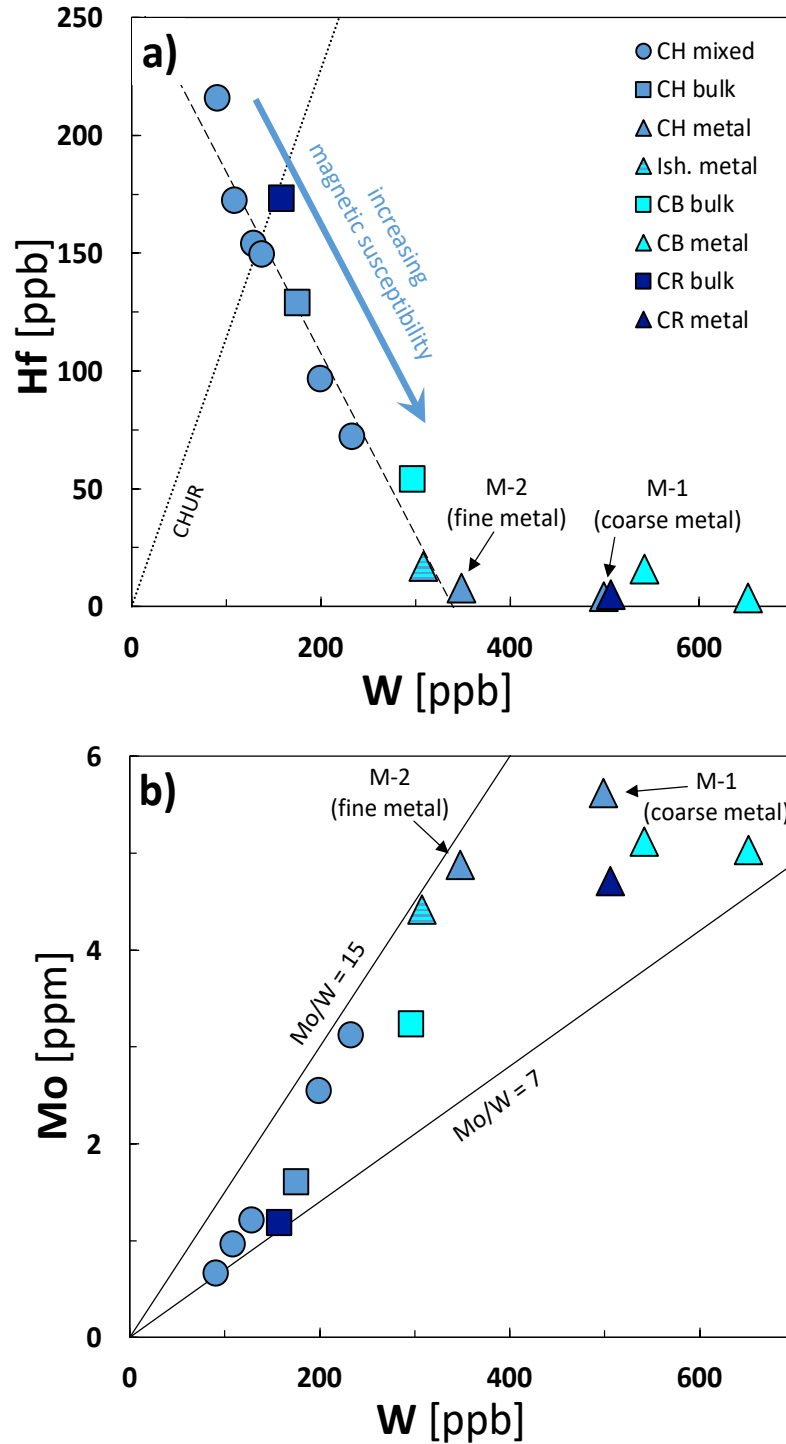 a)
250
200
150
100
50
0
Hf [ppb]
CH mixed
CH bulk
CH metal
Ish. metal
CB bulk
CB metal
CR bulk
CR metal
increasing
magnetic susceptibility
CHUR
M-2
(fine metal)
M-1
(coarse metal)
0
200
400
600
W [ppb]
b)
6
4
2
0
Mo [ppm]
M-2
(fine metal)
M-1
(coarse metal)
Mo/W = 15
Mo/W = 7
0
200
400
600
W [ppb]